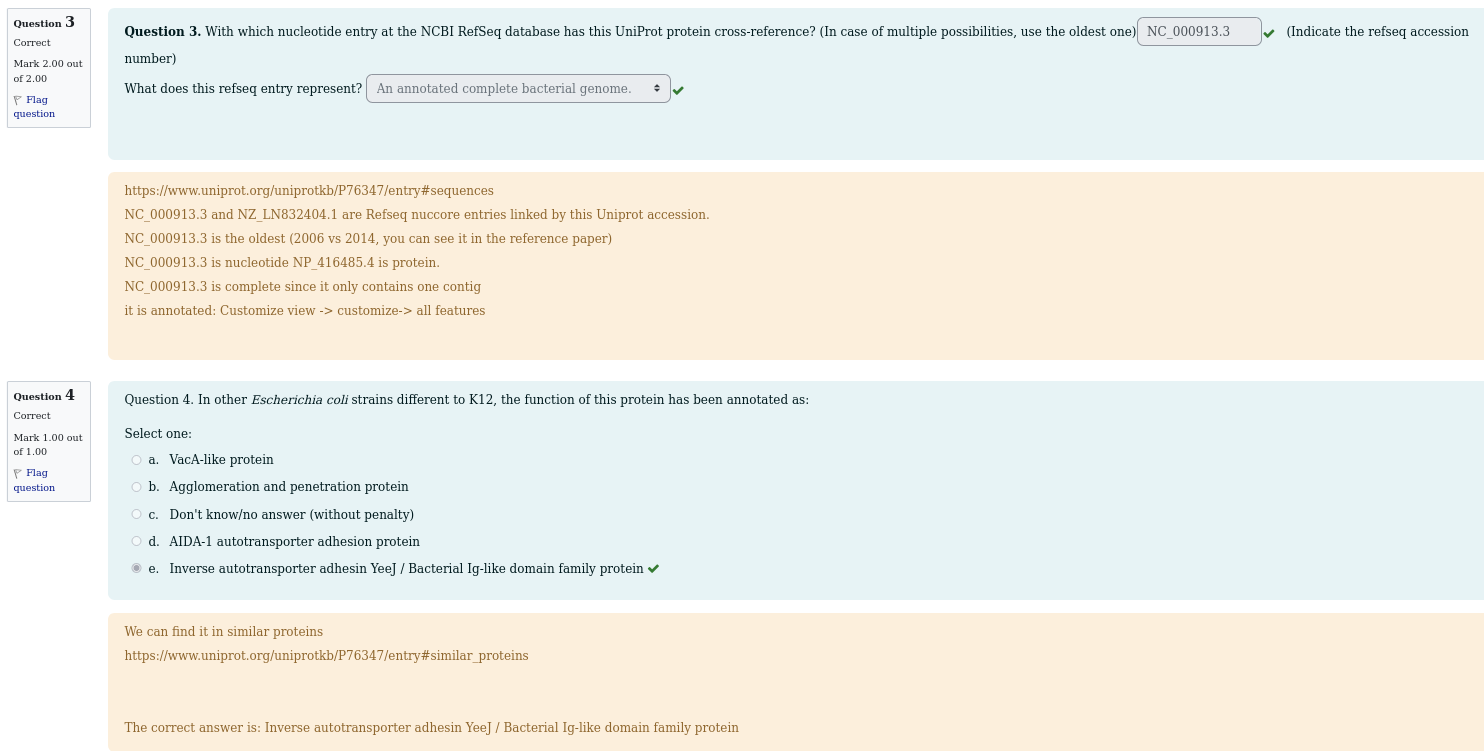 Question 3
Correct
Mark 2.00 out
of 2.00
Flag
question
Question 3. With which nucleotide entry at the NCBI RefSeq database has this UniProt protein cross-reference? (In case of multiple possibilities, use the oldest one) NC_000913.3 (Indicate the refseq accession
number)
What does this refseq entry represent? An annotated complete bacterial genome.
https://www.uniprot.org/uniprotkb/P76347/entry#sequences
NC_000913.3 and NZ_LN832404.1 are Refseq nuccore entries linked by this Uniprot accession.
NC_000913.3 is the oldest (2006 vs 2014, you can see it in the reference paper)
NC_000913.3 is nucleotide NP_416485.4 is protein.
NC_000913.3 is complete since it only contains one contig
it is annotated: Customize view -> customize-> all features
Question 4
Correct
Mark 1.00 out
of 1.00
Flag
question
Question 4. In other Escherichia coli strains different to K12, the function of this protein has been annotated as:
Select one:
a. VacA-like protein
b. Agglomeration and penetration protein
c. Don't know/no answer (without penalty)
d. AIDA-1 autotransporter adhesion protein
e. Inverse autotransporter adhesin YeeJ / Bacterial Ig-like domain family protein
We can find it in similar proteins
https://www.uniprot.org/uniprotkb/P76347/entry#similar_proteins
The correct answer is: Inverse autotransporter adhesin YeeJ / Bacterial Ig-like domain family protein